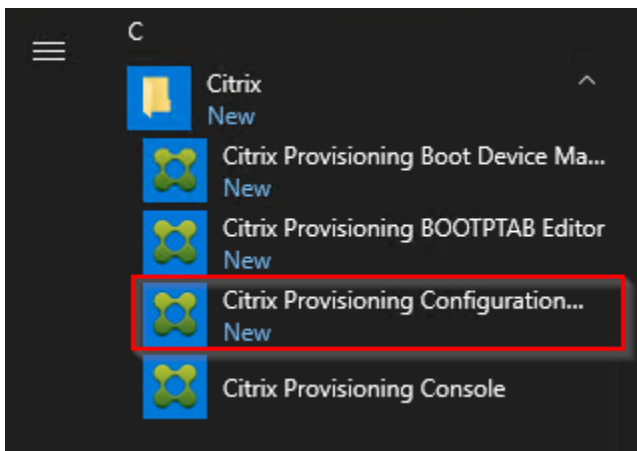 C
Citrix
New
Citrix Provisioning Boot Device Ma...
New
Citrix Provisioning BOOTPTAB Editor
New
Citrix Provisioning Configuration...
New
Citrix Provisioning Console